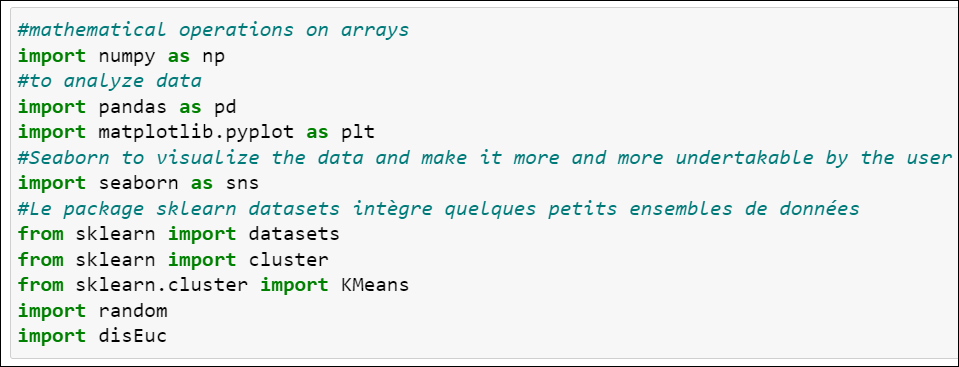 #mathematical operations on arrays
import numpy as np
#to analyze data
import pandas as pd
import matplotlib.pyplot as plt
#Seaborn to visualize the data and make it more and more undertakable by the user
import seaborn as sns
#Le package sklearn datasets intègre quelques petits ensembles de données
from sklearn import datasets
from sklearn import cluster
from sklearn.cluster import KMeans
import random
import disEuc